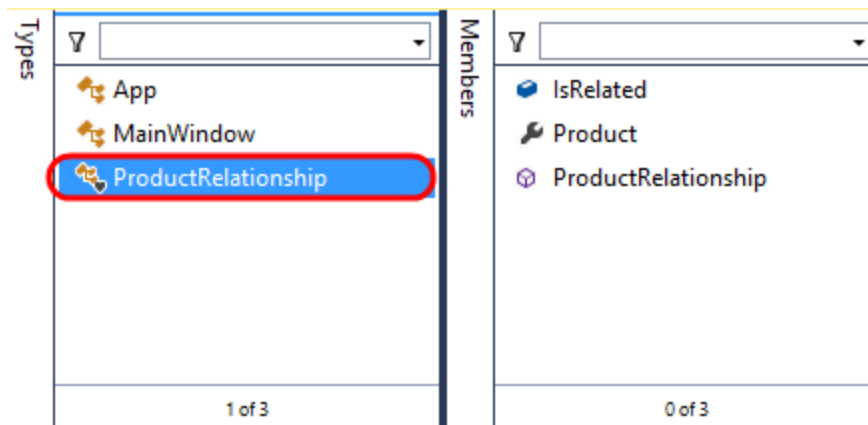 Types
App
MainWindow
ProductRelationship
1 of 3
Members
IsRelated
Product
ProductRelationship
0 of 3